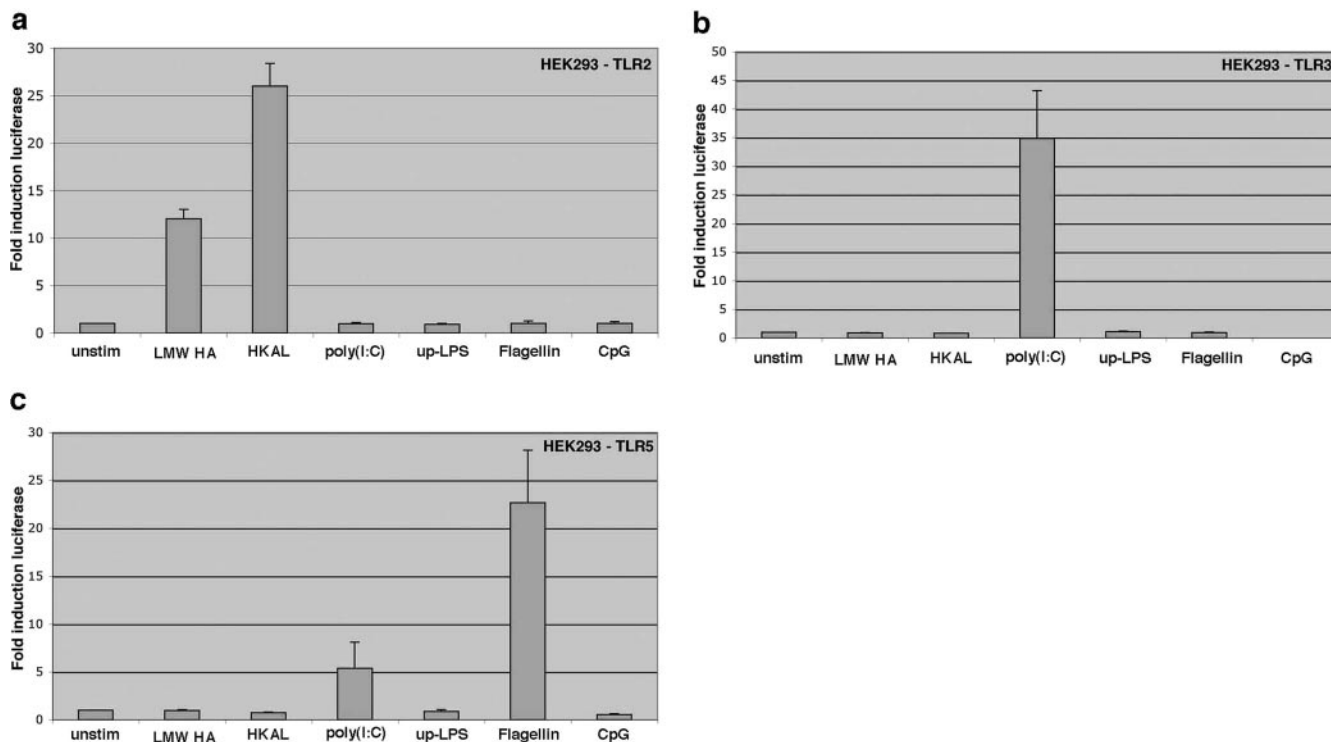 a
HEK293 - TLR2
Fold induction luciferase
30
25
20
15
10
5
0
unstim LMW HA HKAL poly(I:C) up-LPS Flagellin CpG
b
HEK293 - TLR3
Fold induction luciferase
50
45
40
35
30
25
20
15
10
5
0
unstim LMW HA HKAL poly(I:C) up-LPS Flagellin CpG
c
HEK293 - TLR5
Fold induction luciferase
30
25
20
15
10
5
0
unstim LMW HA HKAL poly(I:C) up-LPS Flagellin CpG